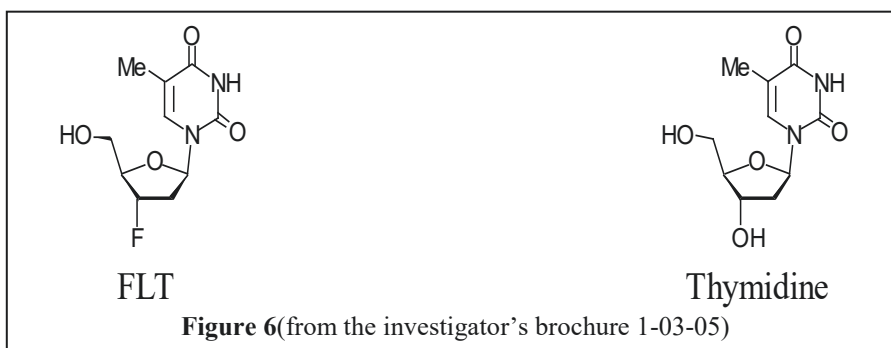 O O
Me NH Me NH
N O N O
HO O HO O
F OH
FLT Thymidine
Figure 6(from the investigator’s brochure 1-03-05)